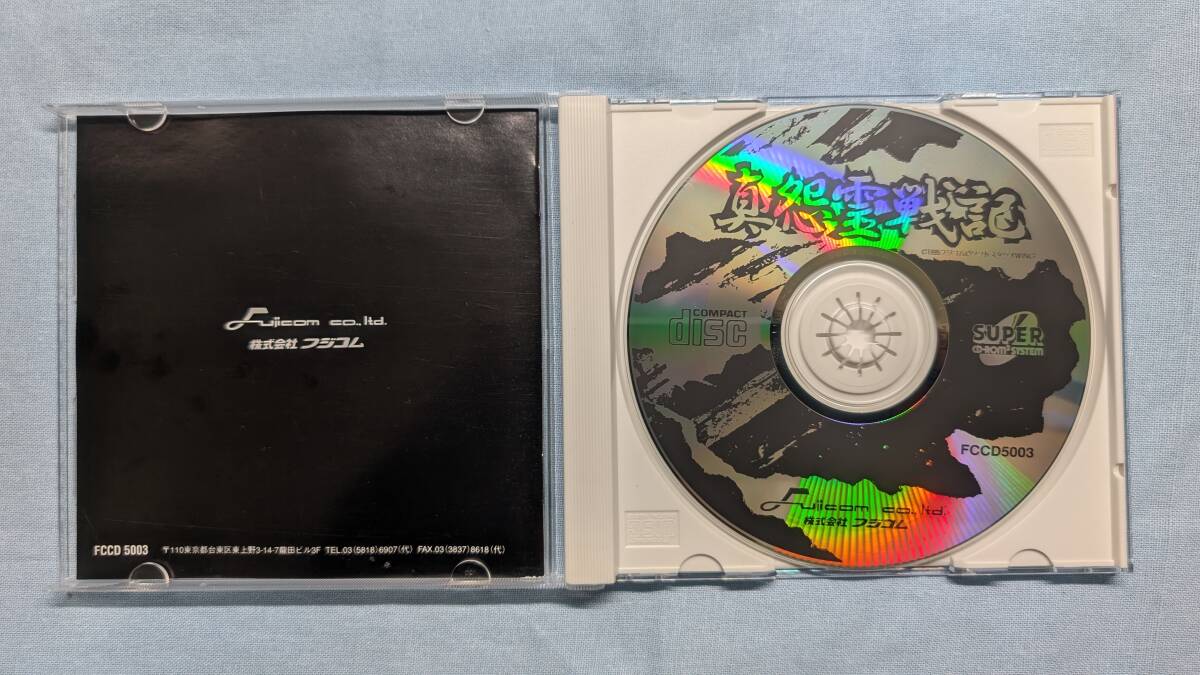 Fujicom co.,ltd.
株式会社 フジコム
FCCD 5003 〒110東京都台東区東上野3-14-7龍田ビル3F TEL.03(5818)6907(代) FAX.03(3837)8618(代)
真怨霊戦記
COMPACT
disc
SUPER
CD-ROM² SYSTEM
FCCD5003
Fujicom co.,ltd.
株式会社 フジコム